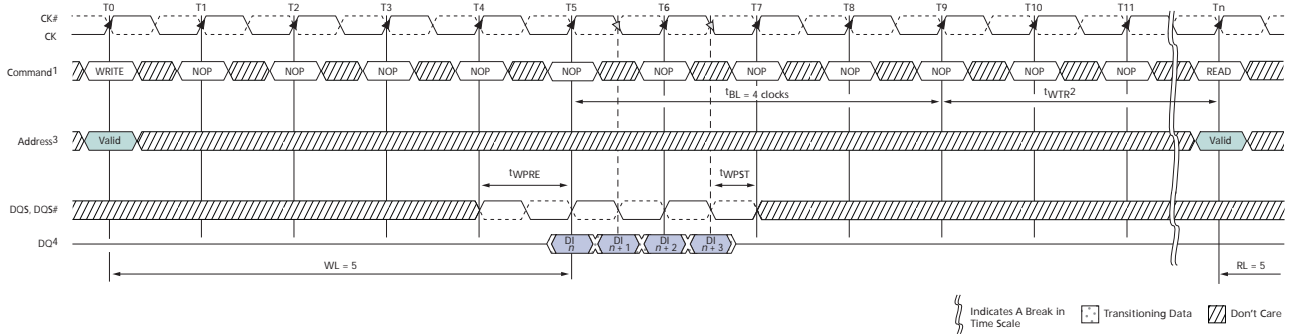 T0 T1 T2 T3 T4 T5 T6 T7 T8 T9 T10 T11 Tn
CK#
CK
Command1 WRITE NOP NOP NOP NOP NOP NOP NOP NOP NOP NOP NOP READ
tBL = 4 clocks tWTR2
Address3 Valid Valid
tWPRE tWPST
DQS, DQS#
DQ4 DI n DI n + 1 DI n + 2 DI n + 3
WL = 5 RL = 5
Indicates A Break in Transitioning Data Don't Care
Time Scale